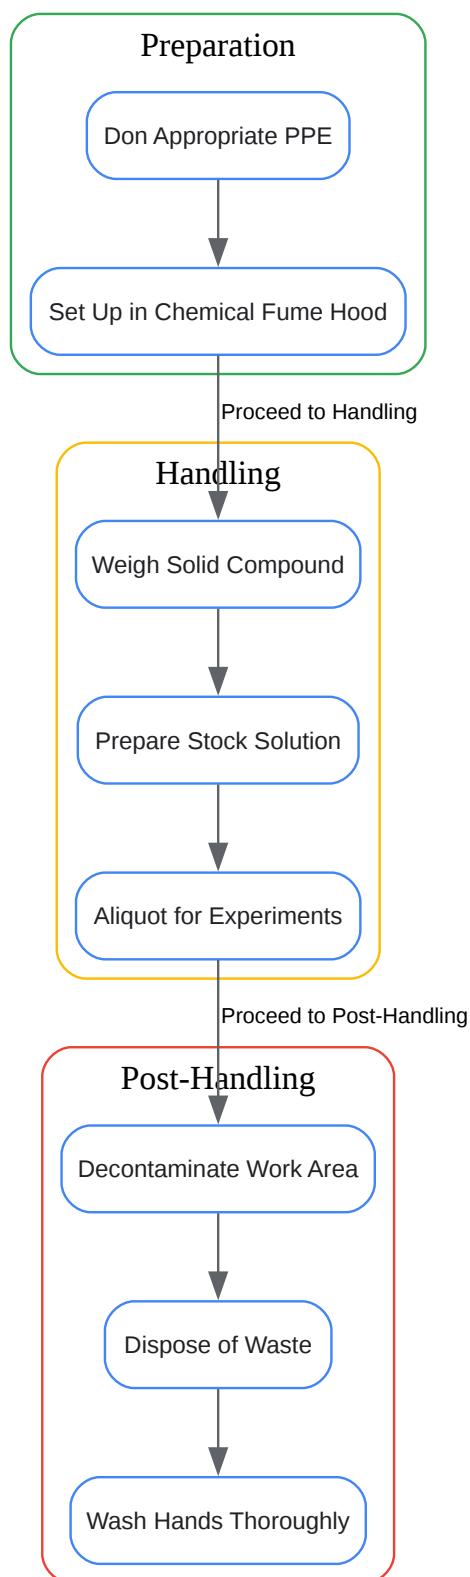 Preparation
Don Appropriate PPE
Set Up in Chemical Fume Hood
Proceed to Handling
Handling
Weigh Solid Compound
Prepare Stock Solution
Aliquot for Experiments
Proceed to Post-Handling
Post-Handling
Decontaminate Work Area
Dispose of Waste
Wash Hands Thoroughly